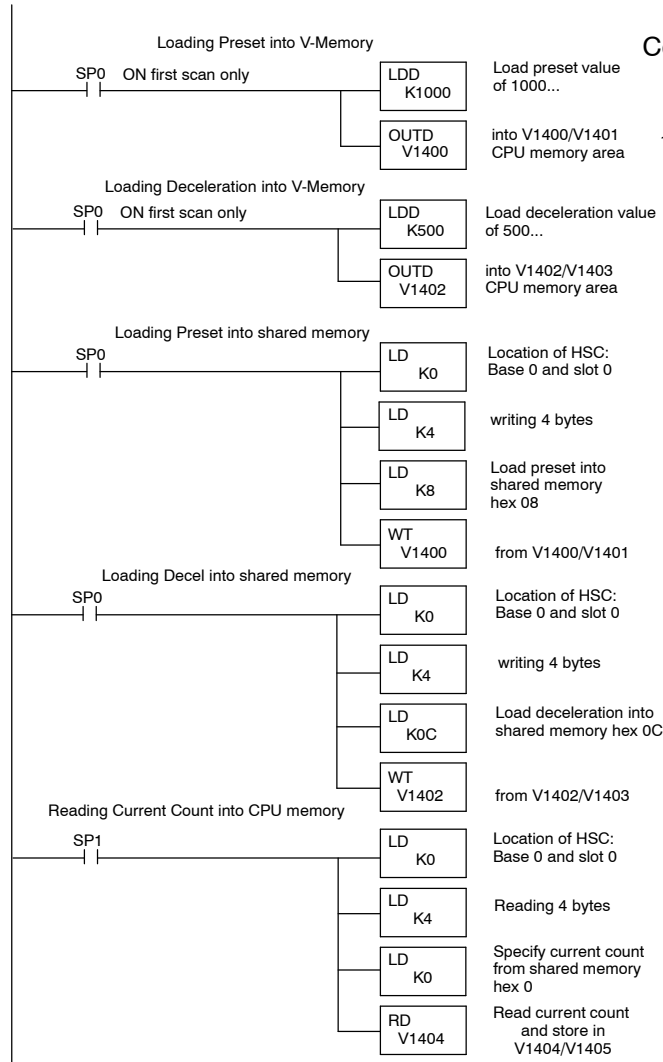 Loading Preset into V-Memory
SP0 ON first scan only
LDD
K1000
Load preset value
of 1000...
OUTD
V1400
into V1400/V1401
CPU memory area
Loading Deceleration into V-Memory
SP0 ON first scan only
LDD
K500
Load deceleration value
of 500...
OUTD
V1402
into V1402/V1403
CPU memory area
Loading Preset into shared memory
SP0
LD
K0
Location of HSC:
Base 0 and slot 0
LD
K4
writing 4 bytes
LD
K8
Load preset into
shared memory
hex 08
WT
V1400
from V1400/V1401
Loading Decel into shared memory
SP0
LD
K0
Location of HSC:
Base 0 and slot 0
LD
K4
writing 4 bytes
LD
K0C
Load deceleration into
shared memory hex 0C
WT
V1402
from V1402/V1403
Reading Current Count into CPU memory
SP1
LD
K0
Location of HSC:
Base 0 and slot 0
LD
K4
Reading 4 bytes
LD
K0
Specify current count
from shared memory
hex 0
RD
V1404
Read current count
and store in
V1404/V1405